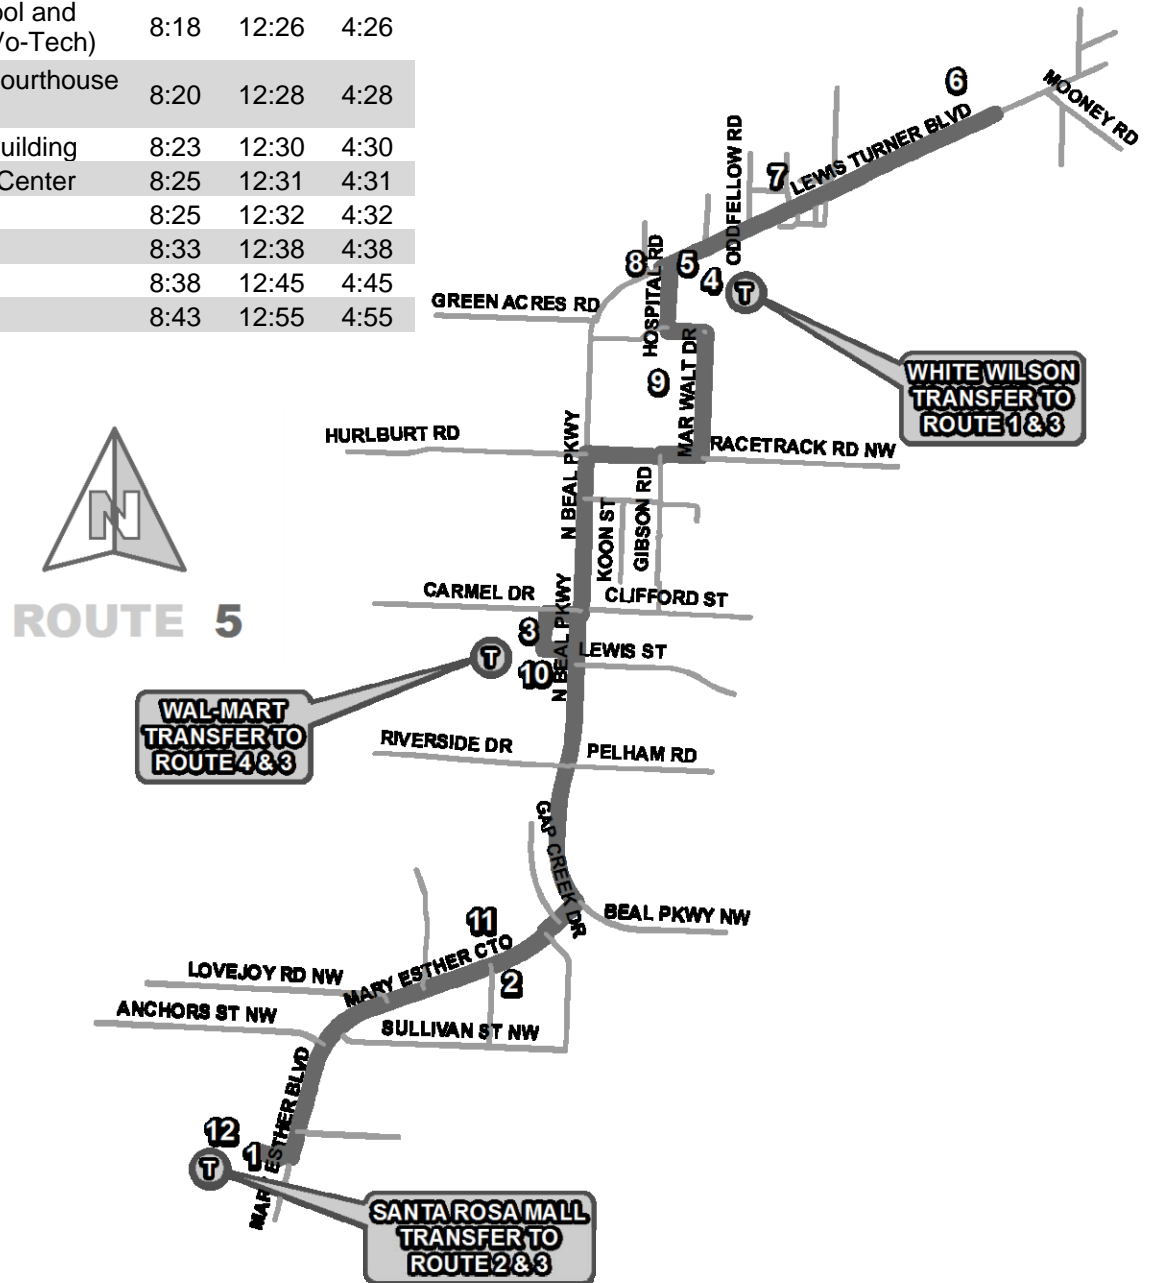 ool and
Vo-Tech) 8:18 12:26 4:26
ourthouse
8:20 12:28 4:28
uilding 8:23 12:30 4:30
Center 8:25 12:31 4:31
8:25 12:32 4:32
8:33 12:38 4:38
8:38 12:45 4:45
8:43 12:55 4:55
6
MOONEY RD
LEWIS TURNER BLVD
ODDFELLOW RD
7
8
HOSPITAL RD
5
4
T
GREEN ACRES RD
WHITE WILSON
TRANSFER TO
ROUTE 1 & 3
9
MAR WALT DR
HURLBURT RD
N BEAL PKWY
RACETRACK RD NW
KOON ST
GIBSON RD
N
ROUTE 5
CARMEL DR
N BEAL PKWY
CLIFFORD ST
3
LEWIS ST
T
10
WAL-MART
TRANSFER TO
ROUTE 4 & 3
RIVERSIDE DR
PELHAM RD
GAP CREEK DR
BEAL PKWY NW
11
MARY ESTHER CTO
2
LOVEJOY RD NW
ANCHORS ST NW
SULLIVAN ST NW
MARY ESTHER BLVD
12
1
T
SANTA ROSA MALL
TRANSFER TO
ROUTE 2 & 3